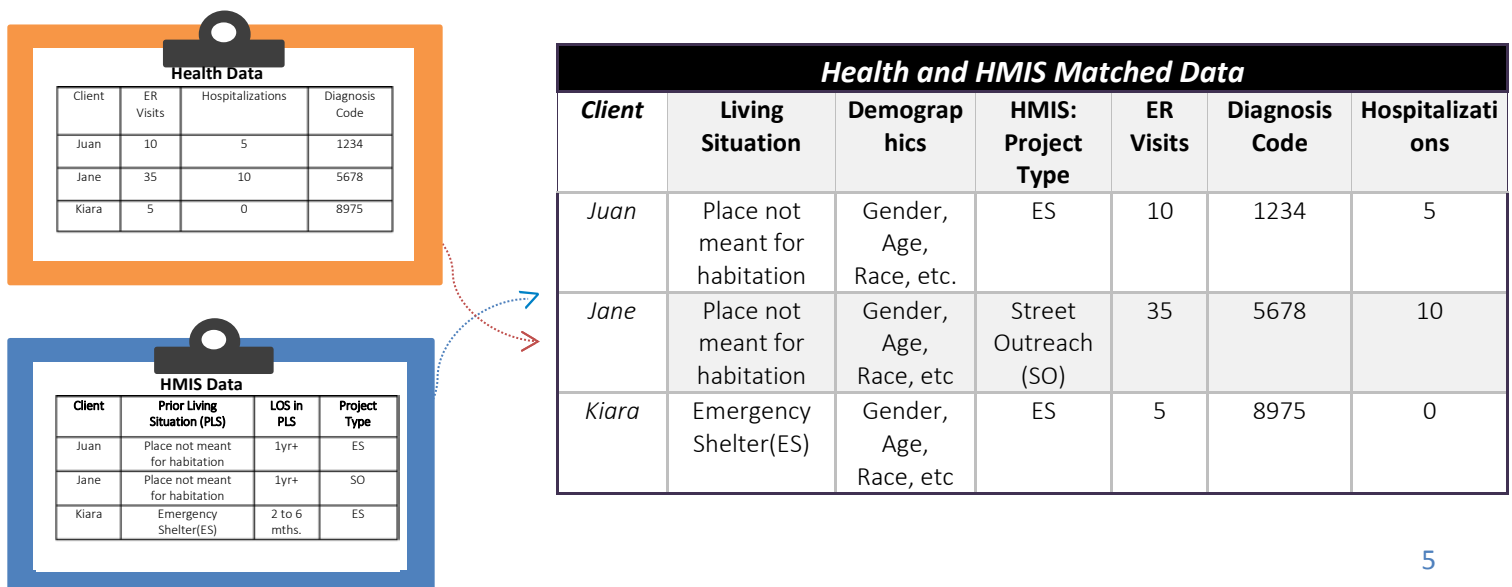 Health Data
Client ER Hospitalizations Diagnosis
Visits Code
Juan 10 5 1234
Jane 35 10 5678
Kiara 5 0 8975
HMIS Data
Client Prior Living LOS in Project
Situation (PLS) PLS Type
Juan Place not meant 1yr+ ES
for habitation
Jane Place not meant 1yr+ SO
for habitation
Kiara Emergency 2 to 6 ES
Shelter(ES) mths.
Health and HMIS Matched Data
Client Living Demograp HMIS: ER Diagnosis Hospitalizati
Situation hics Project Visits Code ons
Type
Juan Place not Gender, ES 10 1234 5
meant for Age,
habitation Race, etc.
Jane Place not Gender, Street 35 5678 10
meant for Age, Outreach
habitation Race, etc (SO)
Kiara Emergency Gender, ES 5 8975 0
Shelter(ES) Age,
Race, etc
5